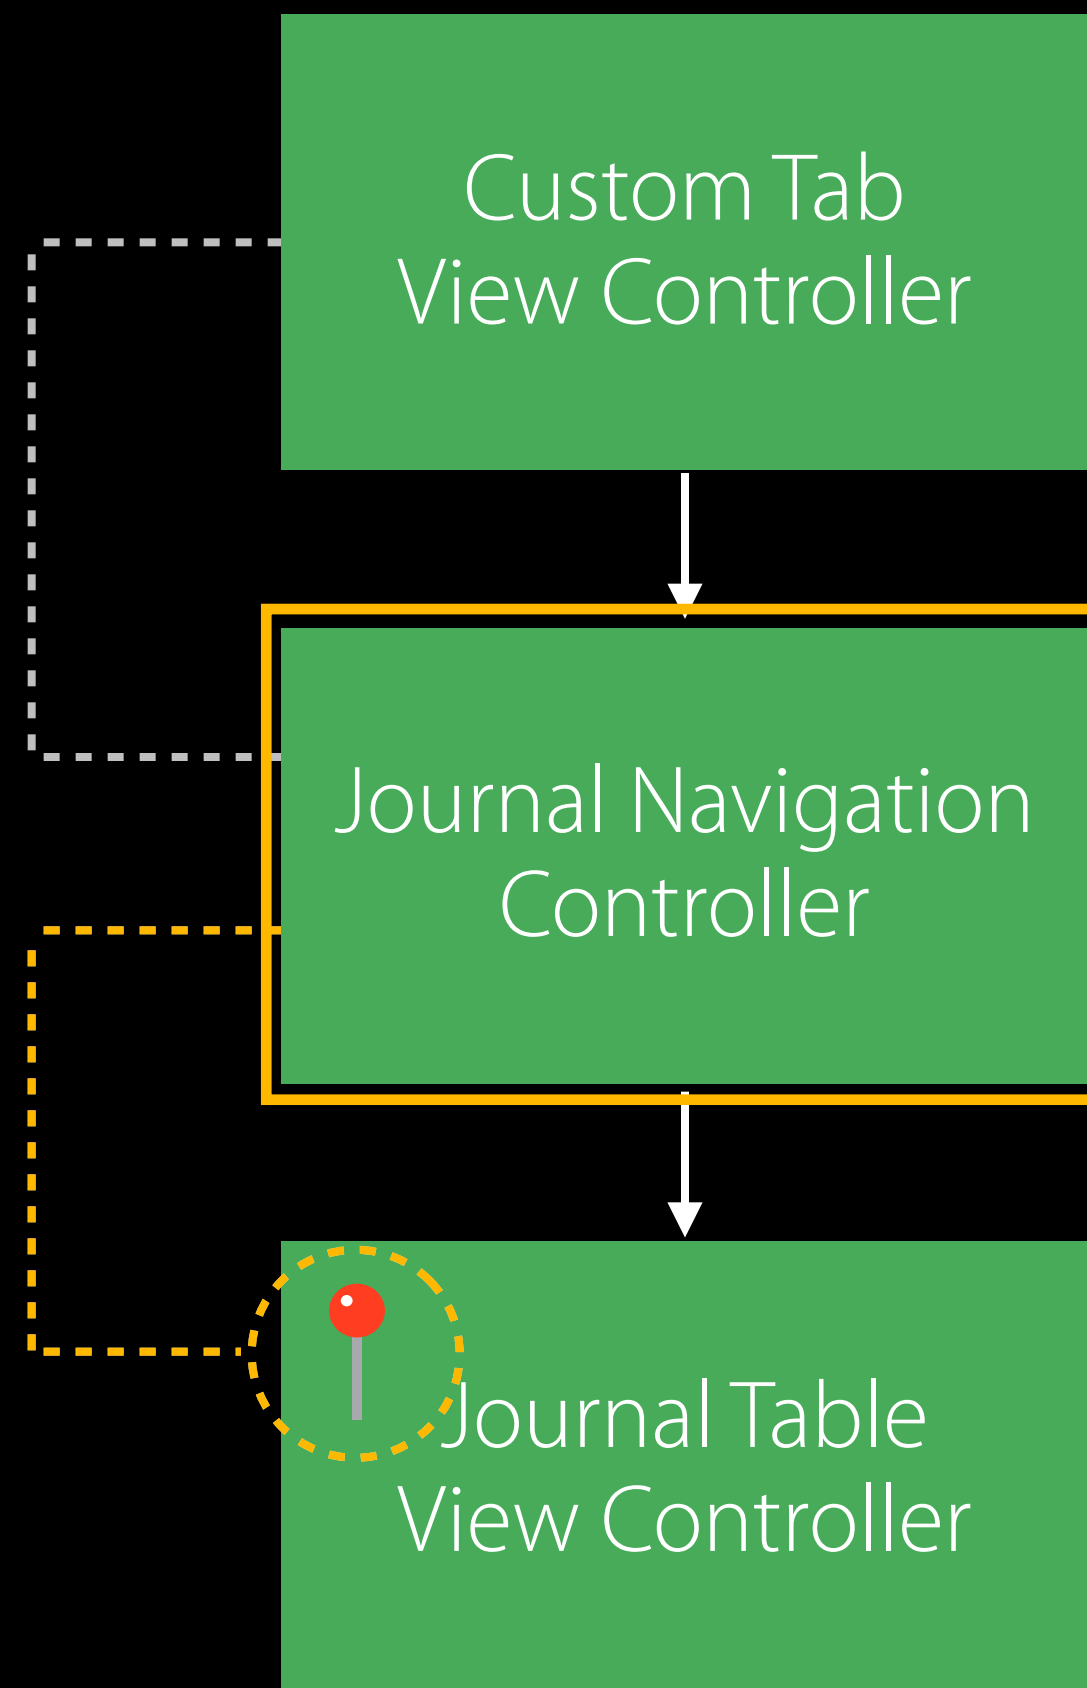 Custom Tab
View Controller
Journal Navigation
Controller
Journal Table
View Controller